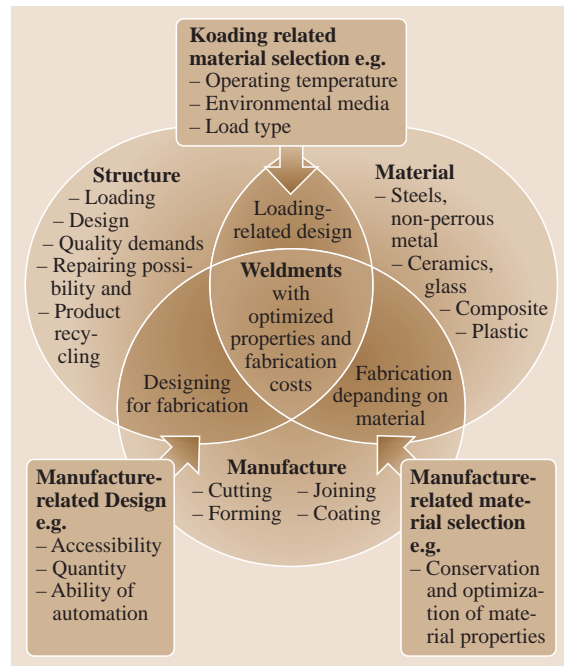 Koading related
material selection e.g.
– Operating temperature
– Environmental media
– Load type
Structure
– Loading
– Design
– Quality demands
– Repairing possi-
bility and
– Product
recy-
cling
Material
– Steels,
non-perrous
metal
– Ceramics,
glass
– Composite
– Plastic
Loading-
related design
Weldments
with
optimized
properties and
fabrication
costs
Designing
for fabrication
Fabrication
depanding on
material
Manufacture
– Cutting – Joining
– Forming – Coating
Manufacture-
related Design
e.g.
– Accessibility
– Quantity
– Ability of
automation
Manufacture-
related mate-
rial selection
e.g.
– Conservation
and optimiza-
tion of mate-
rial properties